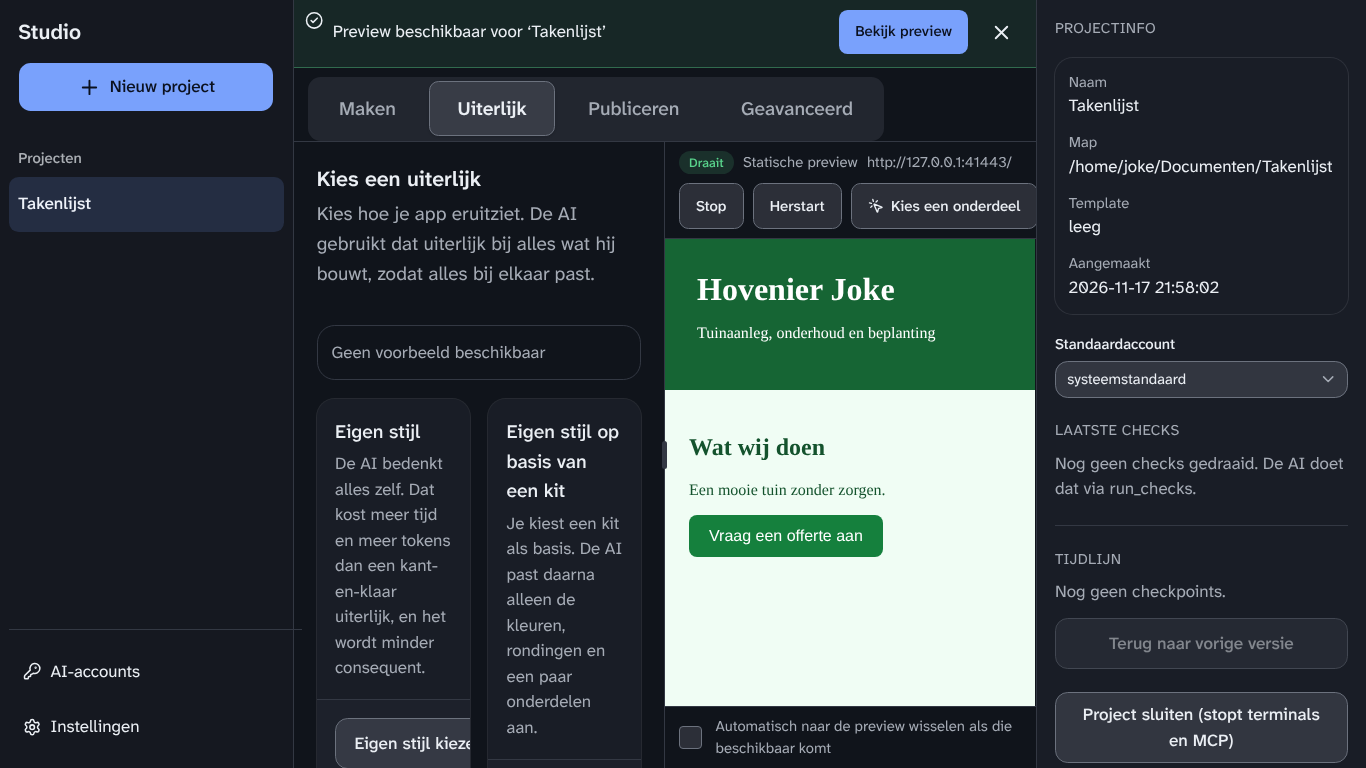 Studio
Nieuw project
Projecten
Takenlijst
AI-accounts
Instellingen
Preview beschikbaar voor ‘Takenlijst’
Bekijk preview
Maken
Uiterlijk
Publiceren
Geavanceerd
Kies een uiterlijk
Kies hoe je app eruitziet. De AI
gebruikt dat uiterlijk bij alles wat hij
bouwt, zodat alles bij elkaar past.
Geen voorbeeld beschikbaar
Eigen stijl
De AI bedenkt
alles zelf. Dat
kost meer tijd
en meer tokens
dan een kant-
en-klaar
uiterlijk, en het
wordt minder
consequent.
Eigen stijl kieze
Eigen stijl op
basis van
een kit
Je kiest een kit
als basis. De AI
past daarna
alleen de
kleuren,
rondingen en
een paar
onderdelen
aan.
Draait
Statische preview
http://127.0.0.1:41443/
Stop
Herstart
Kies een onderdeel
Hovenier Joke
Tuinaanleg, onderhoud en beplanting
Wat wij doen
Een mooie tuin zonder zorgen.
Vraag een offerte aan
Automatisch naar de preview wisselen als die
beschikbaar komt
PROJECTINFO
Naam
Takenlijst
Map
/home/joke/Documenten/Takenlijst
Template
leeg
Aangemaakt
2026-11-17 21:58:02
Standaardaccount
systeemstandaard
LAATSTE CHECKS
Nog geen checks gedraaid. De AI doet
dat via run_checks.
TIJDLIJN
Nog geen checkpoints.
Terug naar vorige versie
Project sluiten (stopt terminals
en MCP)